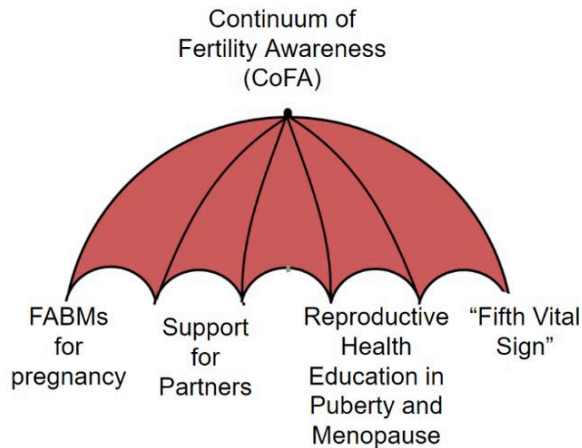 Continuum of
Fertility Awareness
(CoFA)
FABMs
for
pregnancy
Support
for
Partners
Reproductive
Health
Education in
Puberty and
Menopause
“Fifth Vital
Sign”